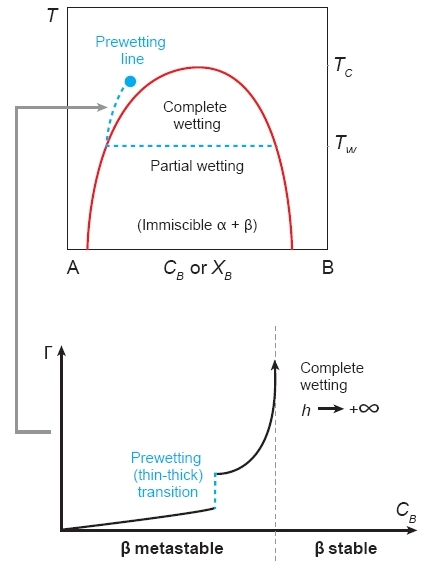 T
Prewetting
line
T_C
Complete
wetting
T_W
Partial wetting
(Immiscible α + β)
A
C_B or X_B
B
Γ
Complete
wetting
h → +∞
Prewetting
(thin-thick)
transition
C_B
β metastable
β stable